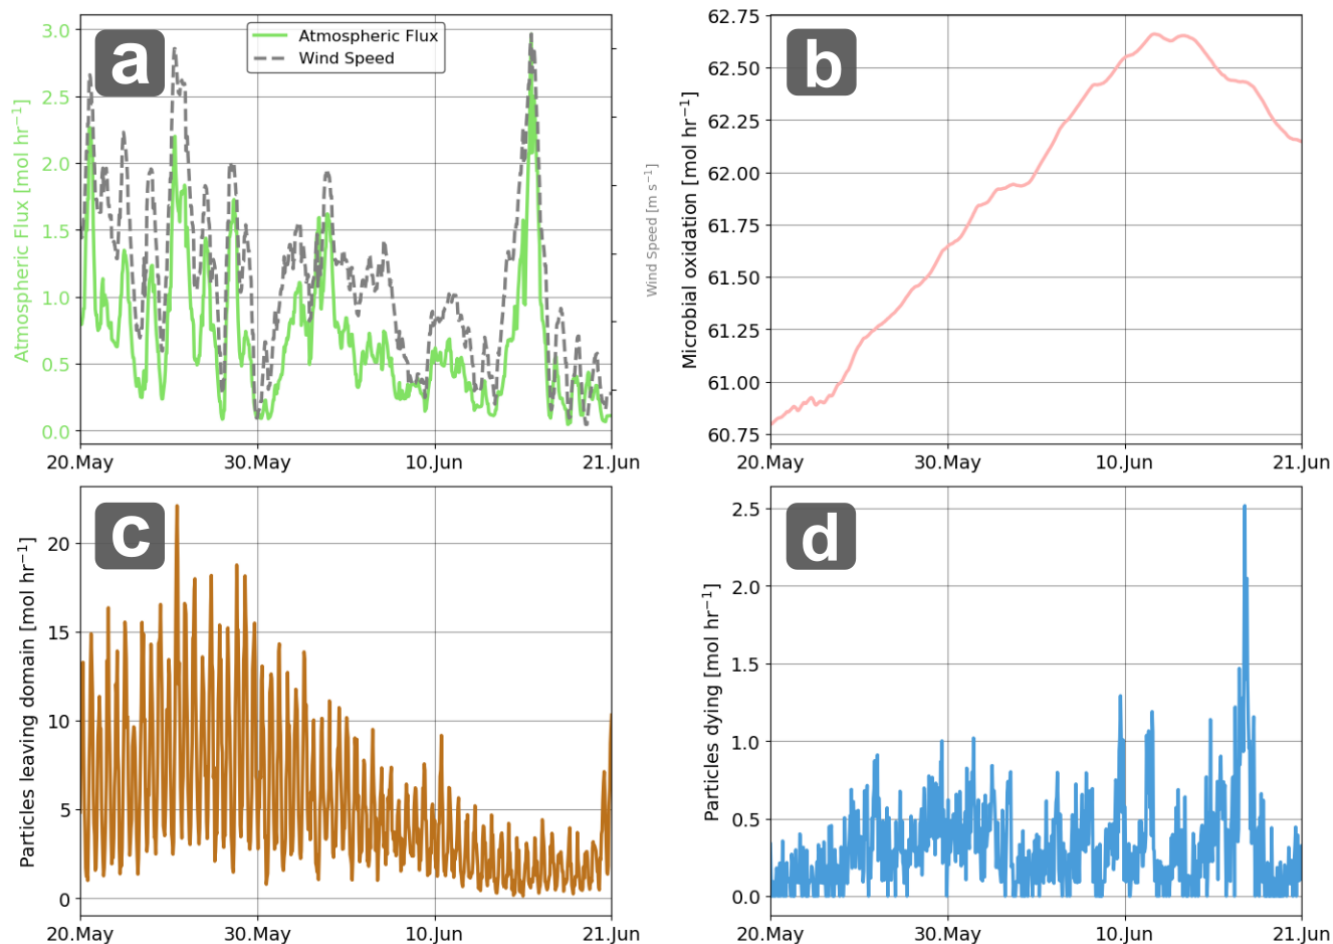 a
Atmospheric Flux
Wind Speed
3.0
2.5
2.0
1.5
1.0
0.5
0.0
Atmospheric Flux [mol hr⁻¹]
Wind Speed [m s⁻¹]
20.May 30.May 10.Jun 21.Jun
b
62.75
62.50
62.25
62.00
61.75
61.50
61.25
61.00
60.75
Microbial oxidation [mol hr⁻¹]
20.May 30.May 10.Jun 21.Jun
c
20
15
10
5
0
Particles leaving domain [mol hr⁻¹]
20.May 30.May 10.Jun 21.Jun
d
2.5
2.0
1.5
1.0
0.5
0.0
Particles dying [mol hr⁻¹]
20.May 30.May 10.Jun 21.Jun